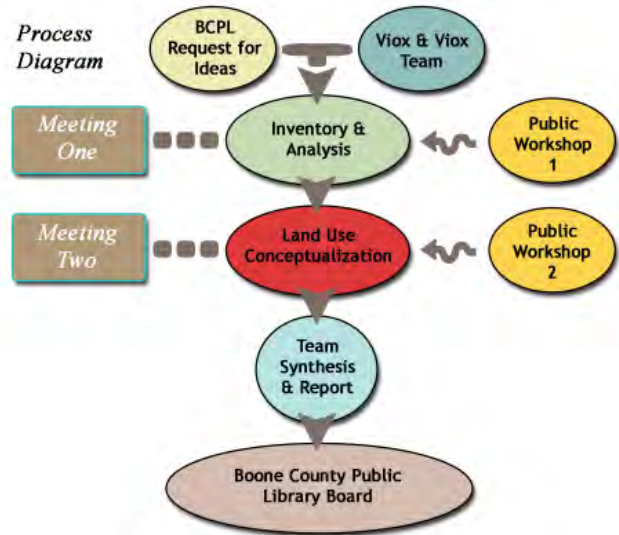 Process
Diagram
BCPL
Request for
Ideas
Viox & Viox
Team
Meeting
One
Inventory &
Analysis
Public
Workshop
1
Meeting
Two
Land Use
Conceptualization
Public
Workshop
2
Team
Synthesis
& Report
Boone County Public
Library Board